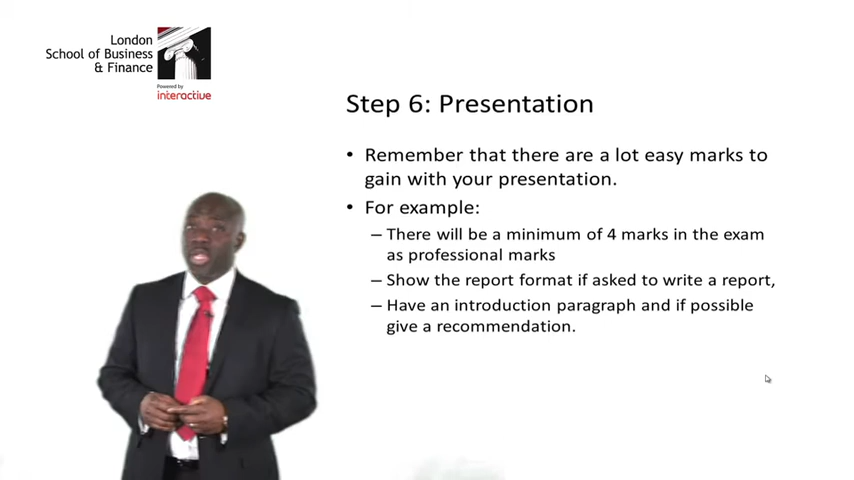 London
School of Business
& Finance
Powered by
interactive
Step 6: Presentation
• Remember that there are a lot easy marks to
gain with your presentation.
• For example:
– There will be a minimum of 4 marks in the exam
as professional marks
– Show the report format if asked to write a report,
– Have an introduction paragraph and if possible
give a recommendation.